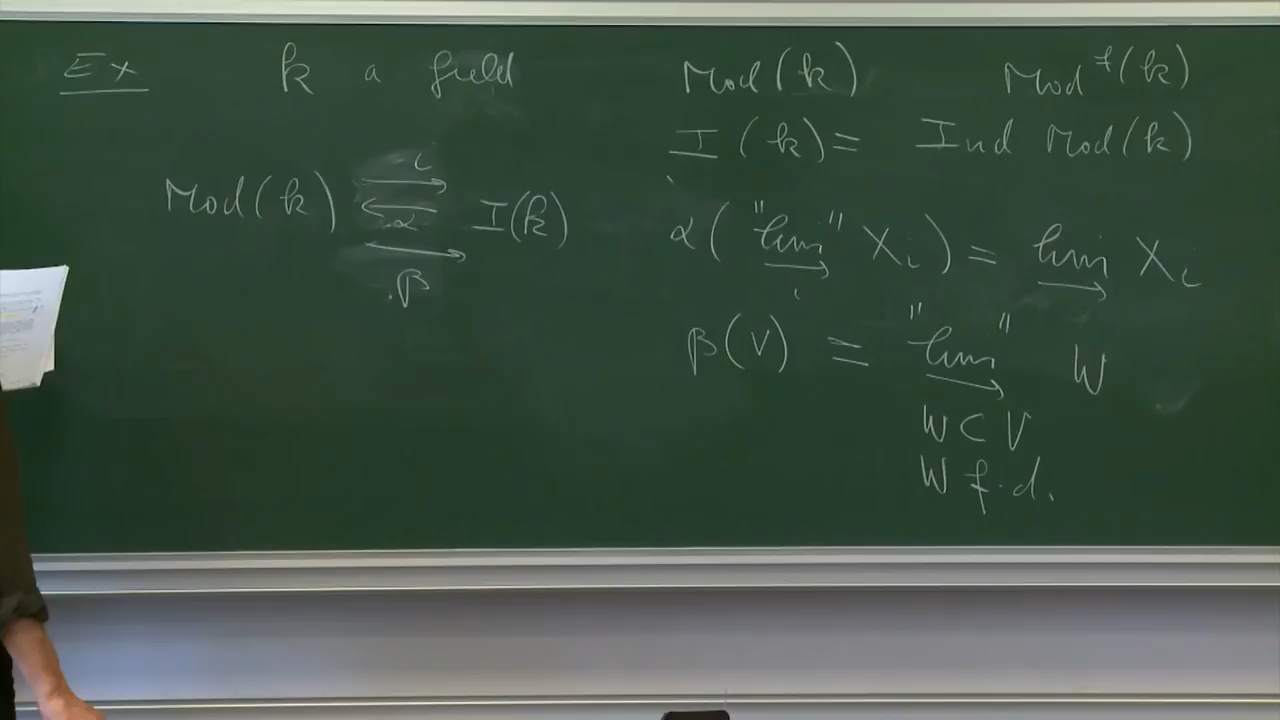 Ex k a field Mod(k) Mod^f(k)
I(k) = Ind Mod(k)
Mod(k) ⟶ ⟵ ⟶ I(k)
i
α
β
α("lim⟶" X_i) = lim⟶ X_i
i
β(V) = "lim⟶" W
W ⊂ V
W f.d.